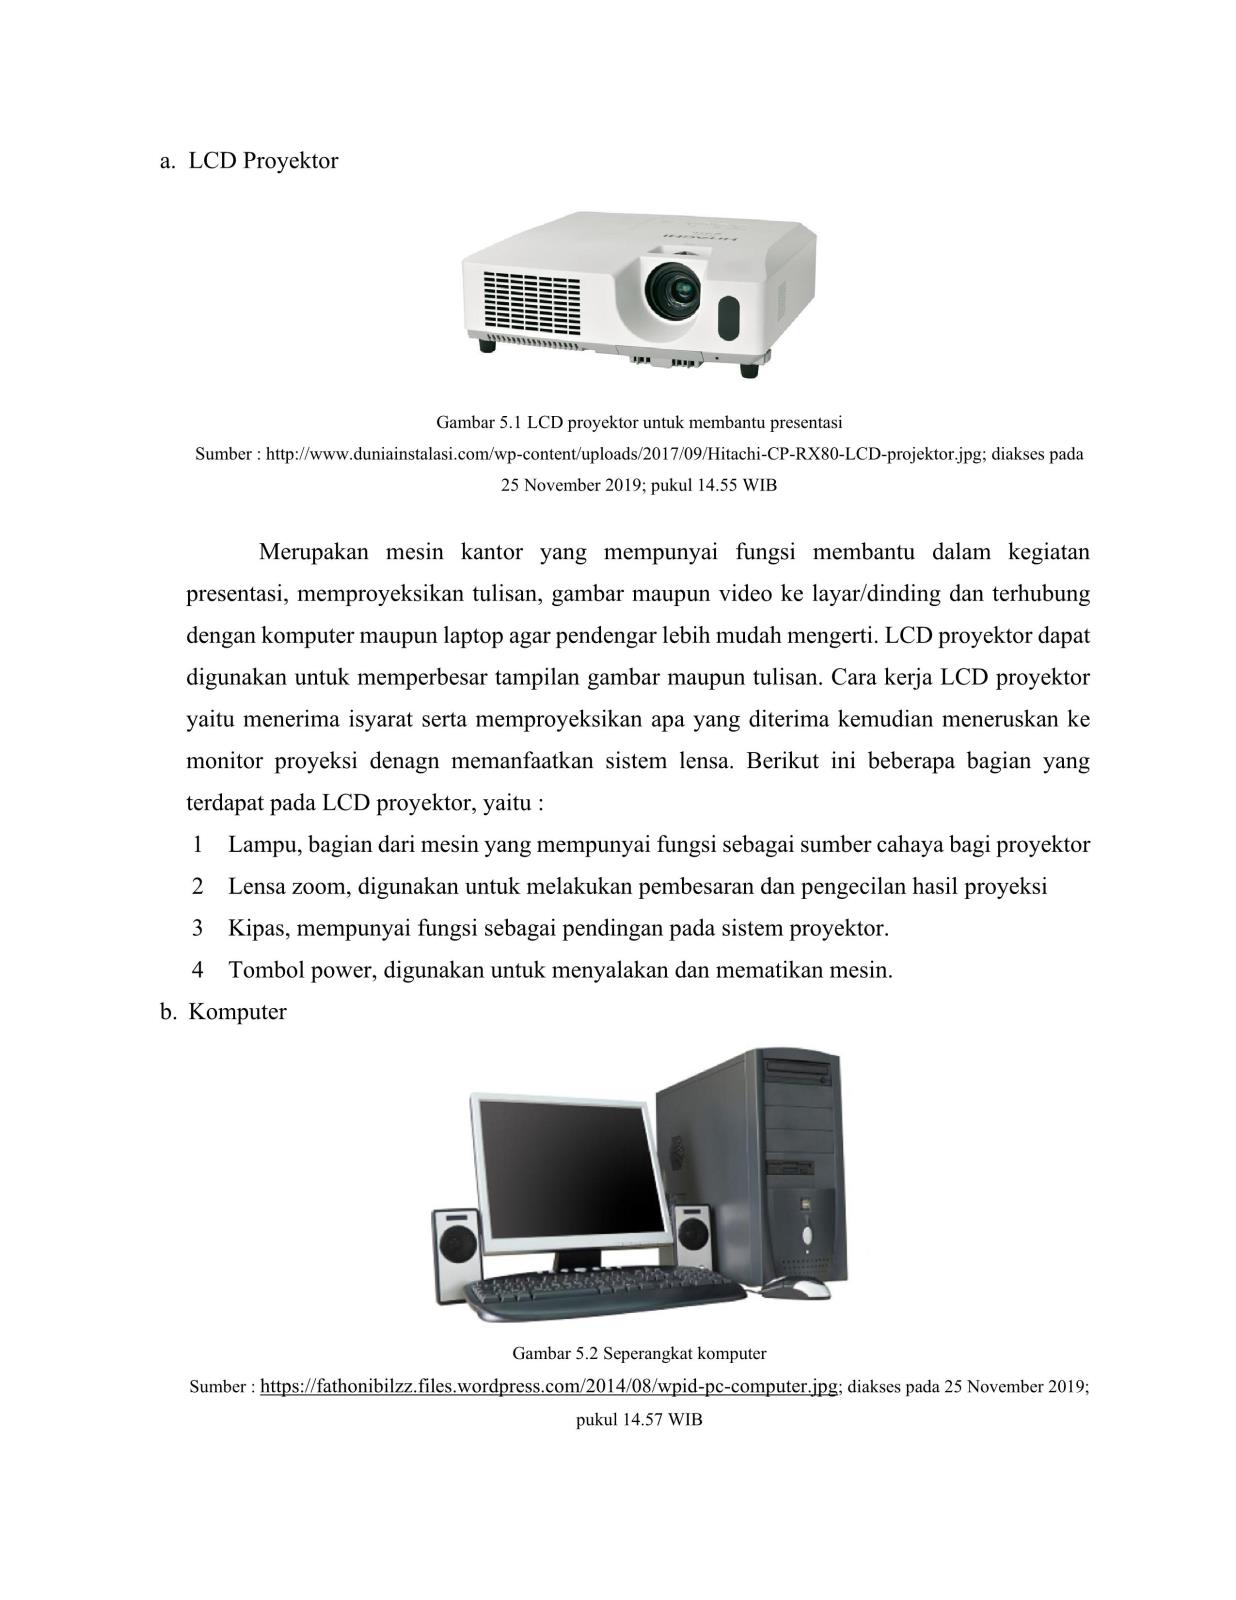 a. LCD Proyektor
HITACHI
Gambar 5.1 LCD proyektor untuk membantu presentasi
Sumber : http://www.duniainstalasi.com/wp-content/uploads/2017/09/Hitachi-CP-RX80-LCD-projektor.jpg; diakses pada
25 November 2019; pukul 14.55 WIB
Merupakan mesin kantor yang mempunyai fungsi membantu dalam kegiatan
presentasi, memproyeksikan tulisan, gambar maupun video ke layar/dinding dan terhubung
dengan komputer maupun laptop agar pendengar lebih mudah mengerti. LCD proyektor dapat
digunakan untuk memperbesar tampilan gambar maupun tulisan. Cara kerja LCD proyektor
yaitu menerima isyarat serta memproyeksikan apa yang diterima kemudian meneruskan ke
monitor proyeksi denagn memanfaatkan sistem lensa. Berikut ini beberapa bagian yang
terdapat pada LCD proyektor, yaitu :
1 Lampu, bagian dari mesin yang mempunyai fungsi sebagai sumber cahaya bagi proyektor
2 Lensa zoom, digunakan untuk melakukan pembesaran dan pengecilan hasil proyeksi
3 Kipas, mempunyai fungsi sebagai pendingan pada sistem proyektor.
4 Tombol power, digunakan untuk menyalakan dan mematikan mesin.
b. Komputer
Gambar 5.2 Seperangkat komputer
Sumber : https://fathonibilzz.files.wordpress.com/2014/08/wpid-pc-computer.jpg; diakses pada 25 November 2019;
pukul 14.57 WIB